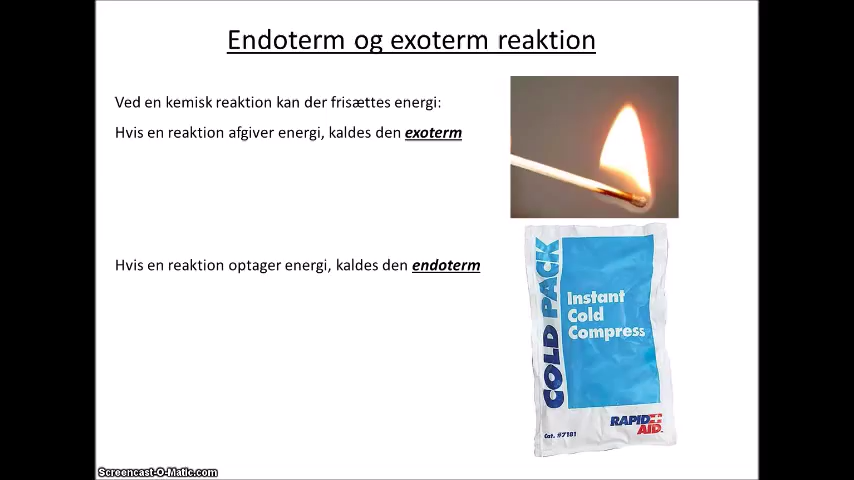 Endoterm og exoterm reaktion
Ved en kemisk reaktion kan der frisættes energi:
Hvis en reaktion afgiver energi, kaldes den exoterm
Hvis en reaktion optager energi, kaldes den endoterm
COLD PACK
Instant
Cold
Compress
RAPID
AID
Cat. #7181
Screencast-O-Matic.com